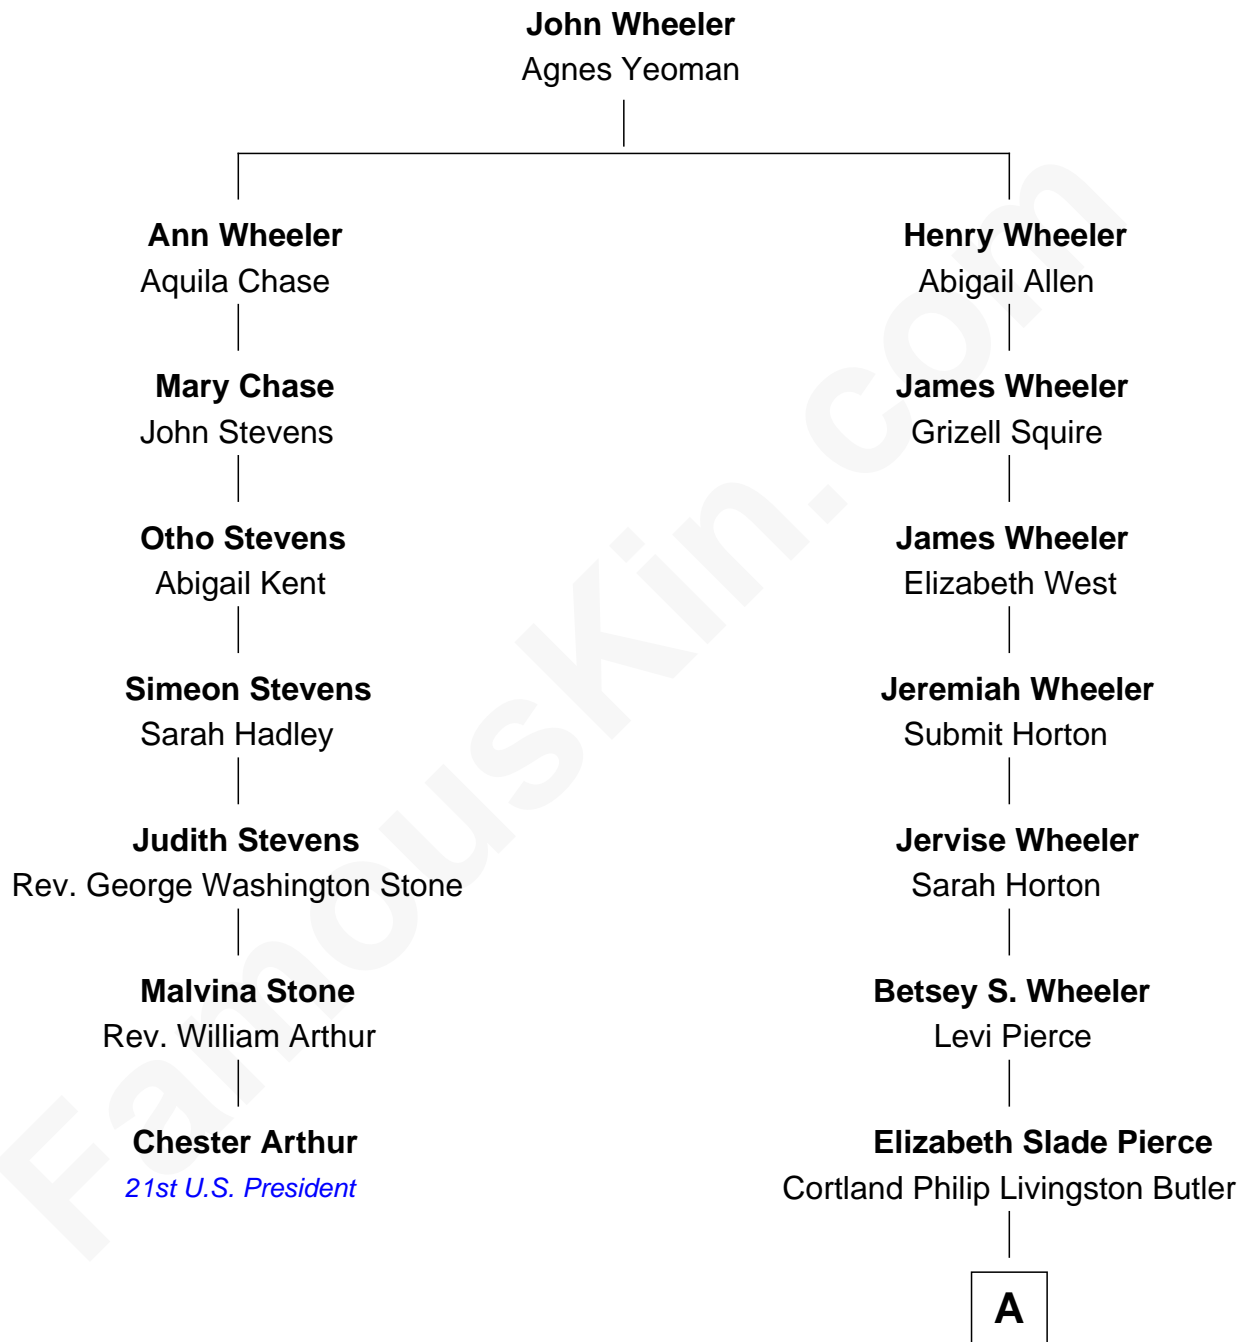 John Wheeler
Agnes Yeoman
Ann Wheeler
Aquila Chase
Henry Wheeler
Abigail Allen
Mary Chase
John Stevens
James Wheeler
Grizell Squire
Otho Stevens
Abigail Kent
James Wheeler
Elizabeth West
Simeon Stevens
Sarah Hadley
Jeremiah Wheeler
Submit Horton
Judith Stevens
Rev. George Washington Stone
Jervise Wheeler
Sarah Horton
Malvina Stone
Rev. William Arthur
Betsey S. Wheeler
Levi Pierce
Chester Arthur
21st U.S. President
Elizabeth Slade Pierce
Cortland Philip Livingston Butler
A
FamousKin.com